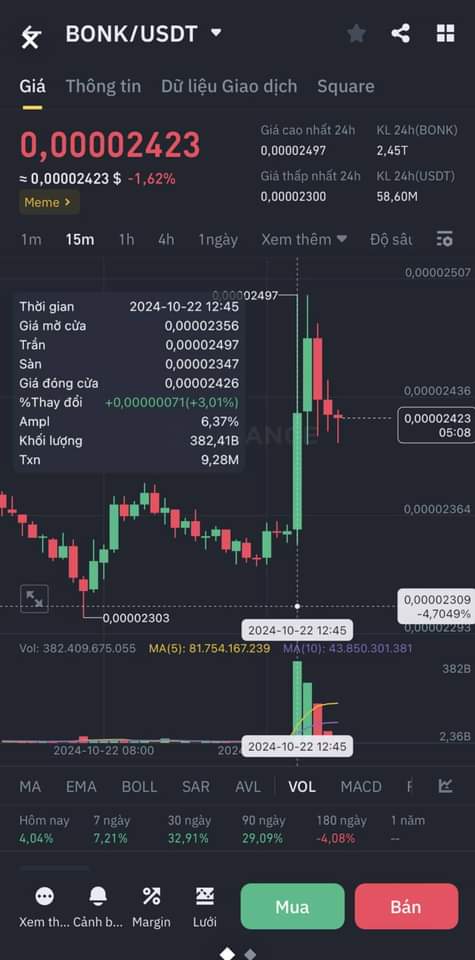 BONK/USDT
Giá Thông tin Dữ liệu Giao dịch Square
0,00002423
≈ 0,00002423 $ -1,62%
Meme
Giá cao nhất 24h KL 24h(BONK)
0,00002497 2,45T
Giá thấp nhất 24h KL 24h(USDT)
0,00002300 58,60M
1m 15m 1h 4h 1ngày Xem thêm Độ sâu
0,00002507
0,00002497
Thời gian 2024-10-22 12:45
Giá mở cửa 0,00002356
Trần 0,00002497
Sàn 0,00002347
Giá đóng cửa 0,00002426
%Thay đổi +0,00000071(+3,01%)
Ampl 6,37%
Khối lượng 382,41B
Txn 9,28M
0,00002436
0,00002423
05:08
0,00002364
0,00002309
-4,7049%
0,00002303
2024-10-22 12:45
0,00002293
Vol: 382.409.675.055 MA(5): 81.754.167.239 MA(10): 43.850.301.381
382B
2,36B
2024-10-22 08:00 2024-10-22 12:45
MA EMA BOLL SAR AVL VOL MACD
Hôm nay 7 ngày 30 ngày 90 ngày 180 ngày 1 năm
4,04% 7,21% 32,91% 29,09% -4,08% --
Xem th... Cảnh b... Margin Lưới Mua Bán